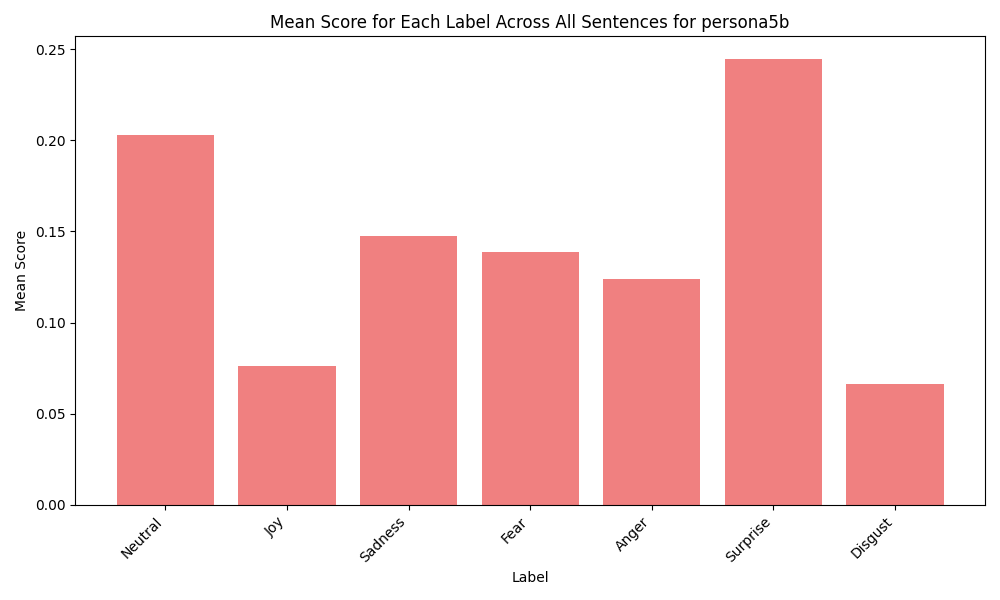 Mean Score for Each Label Across All Sentences for persona5b
Mean Score
0.25
0.20
0.15
0.10
0.05
0.00
Neutral
Joy
Sadness
Fear
Anger
Surprise
Disgust
Label